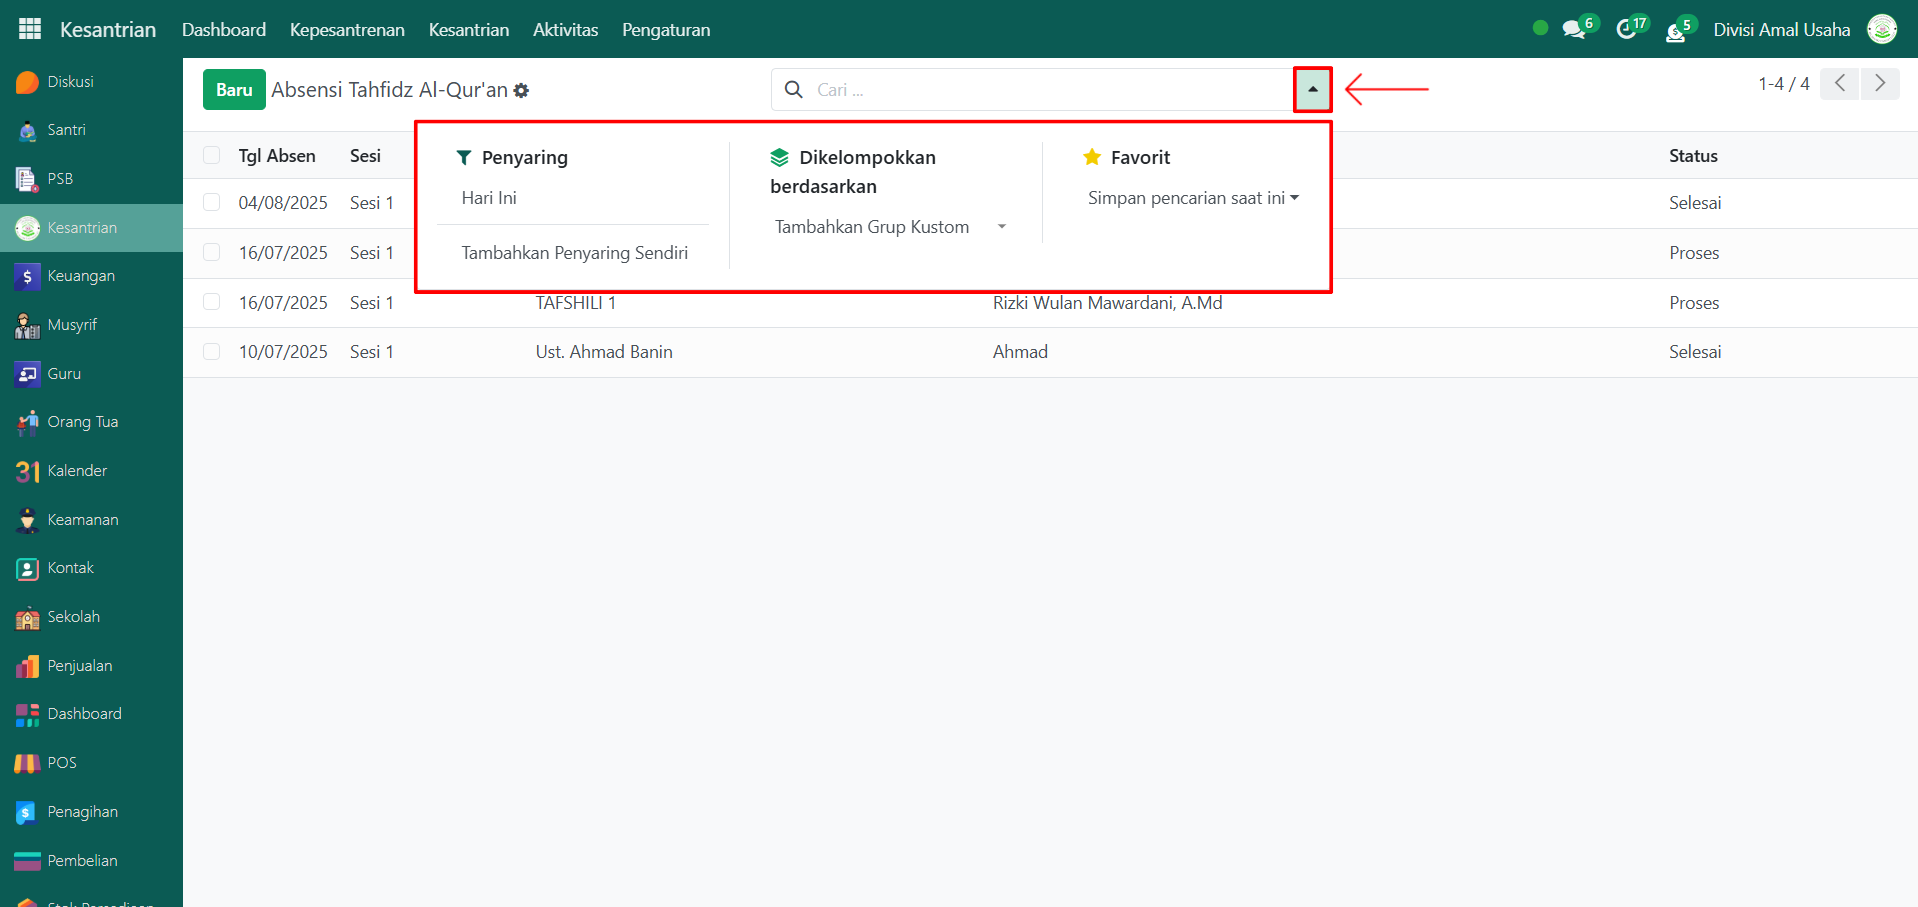 Kesantrian Dashboard Kepesantrenan Kesantrian Aktivitas Pengaturan 6 17 5 Divisi Amal Usaha
Diskusi
Santri
PSB
Kesantrian
Keuangan
Musyrif
Guru
Orang Tua
31 Kalender
Keamanan
Kontak
Sekolah
Penjualan
Dashboard
POS
Penagihan
Pembelian
Baru Absensi Tahfidz Al-Qur'an Cari ... 1-4 / 4
Tgl Absen Sesi Status
04/08/2025 Sesi 1 Selesai
16/07/2025 Sesi 1 Proses
16/07/2025 Sesi 1 TAFSHILI 1 Rizki Wulan Mawardani, A.Md Proses
10/07/2025 Sesi 1 Ust. Ahmad Banin Ahmad Selesai
Penyaring
Hari Ini
Tambahkan Penyaring Sendiri
Dikelompokkan
berdasarkan
Tambahkan Grup Kustom
Favorit
Simpan pencarian saat ini